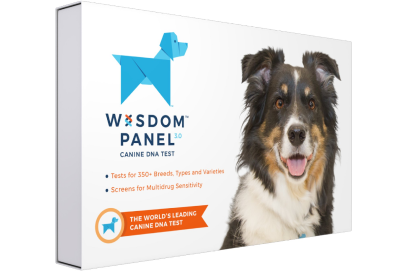 WISDOM™
PANEL 3.0
CANINE DNA TEST
• Tests for 350+ Breeds, Types and Varieties
• Screens for Multidrug Sensitivity
THE WORLD'S LEADING
CANINE DNA TEST